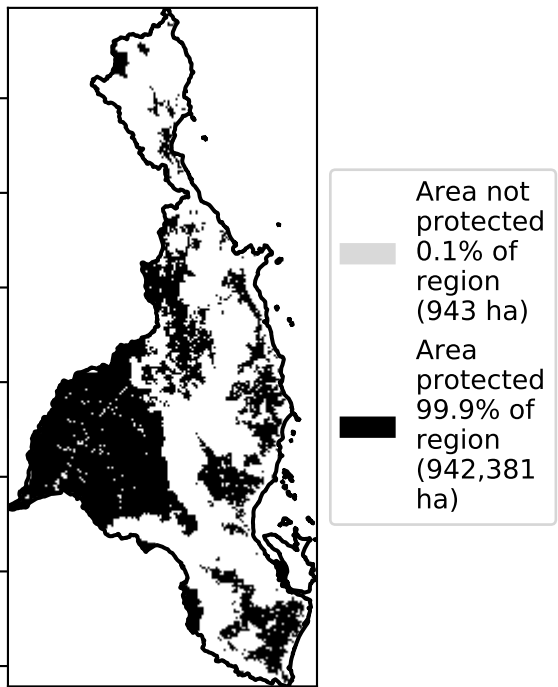 Area not
protected
0.1% of
region
(943 ha)
Area
protected
99.9% of
region
(942,381
ha)